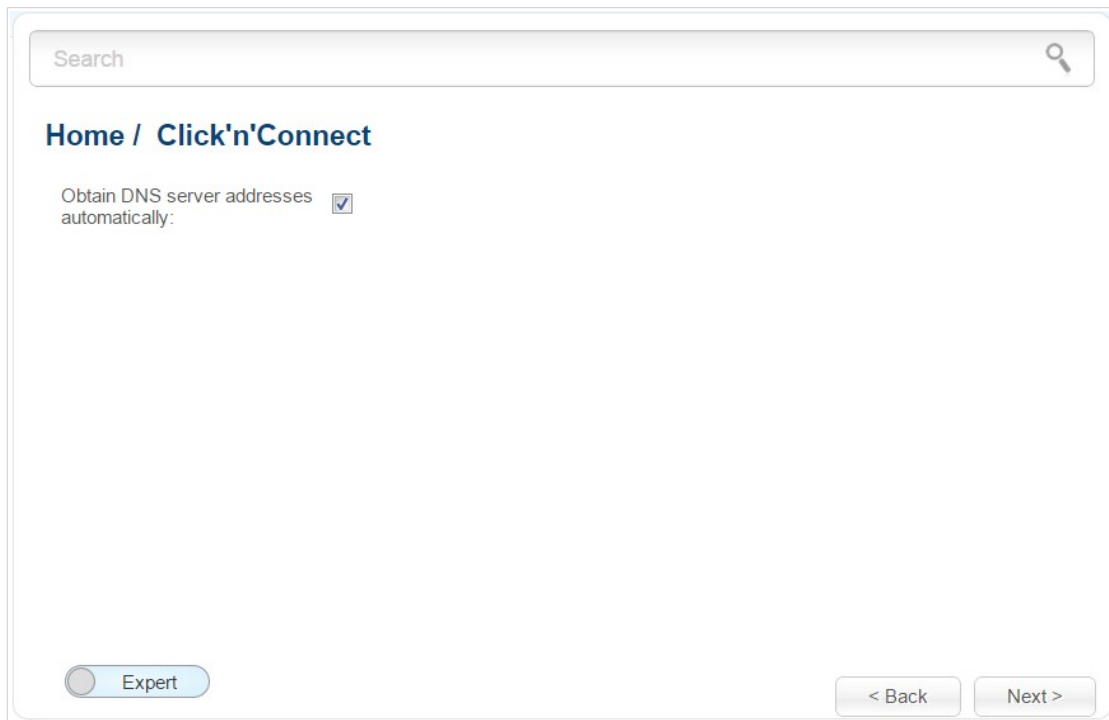 Search
Home / Click'n'Connect
Obtain DNS server addresses
automatically:
Expert
< Back Next >